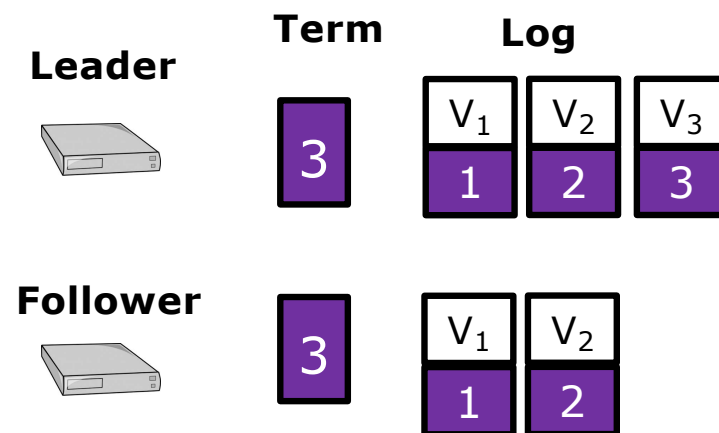 Term Log
Leader
3
V₁ V₂ V₃
1 2 3
Follower
3
V₁ V₂
1 2